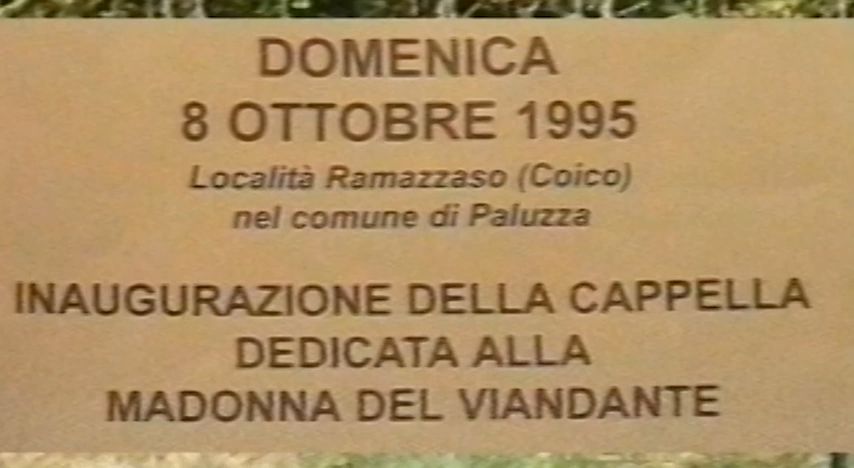 DOMENICA
8 OTTOBRE 1995
Località Ramazzaso (Coico)
nel comune di Paluzza
INAUGURAZIONE DELLA CAPPELLA
DEDICATA ALLA
MADONNA DEL VIANDANTE